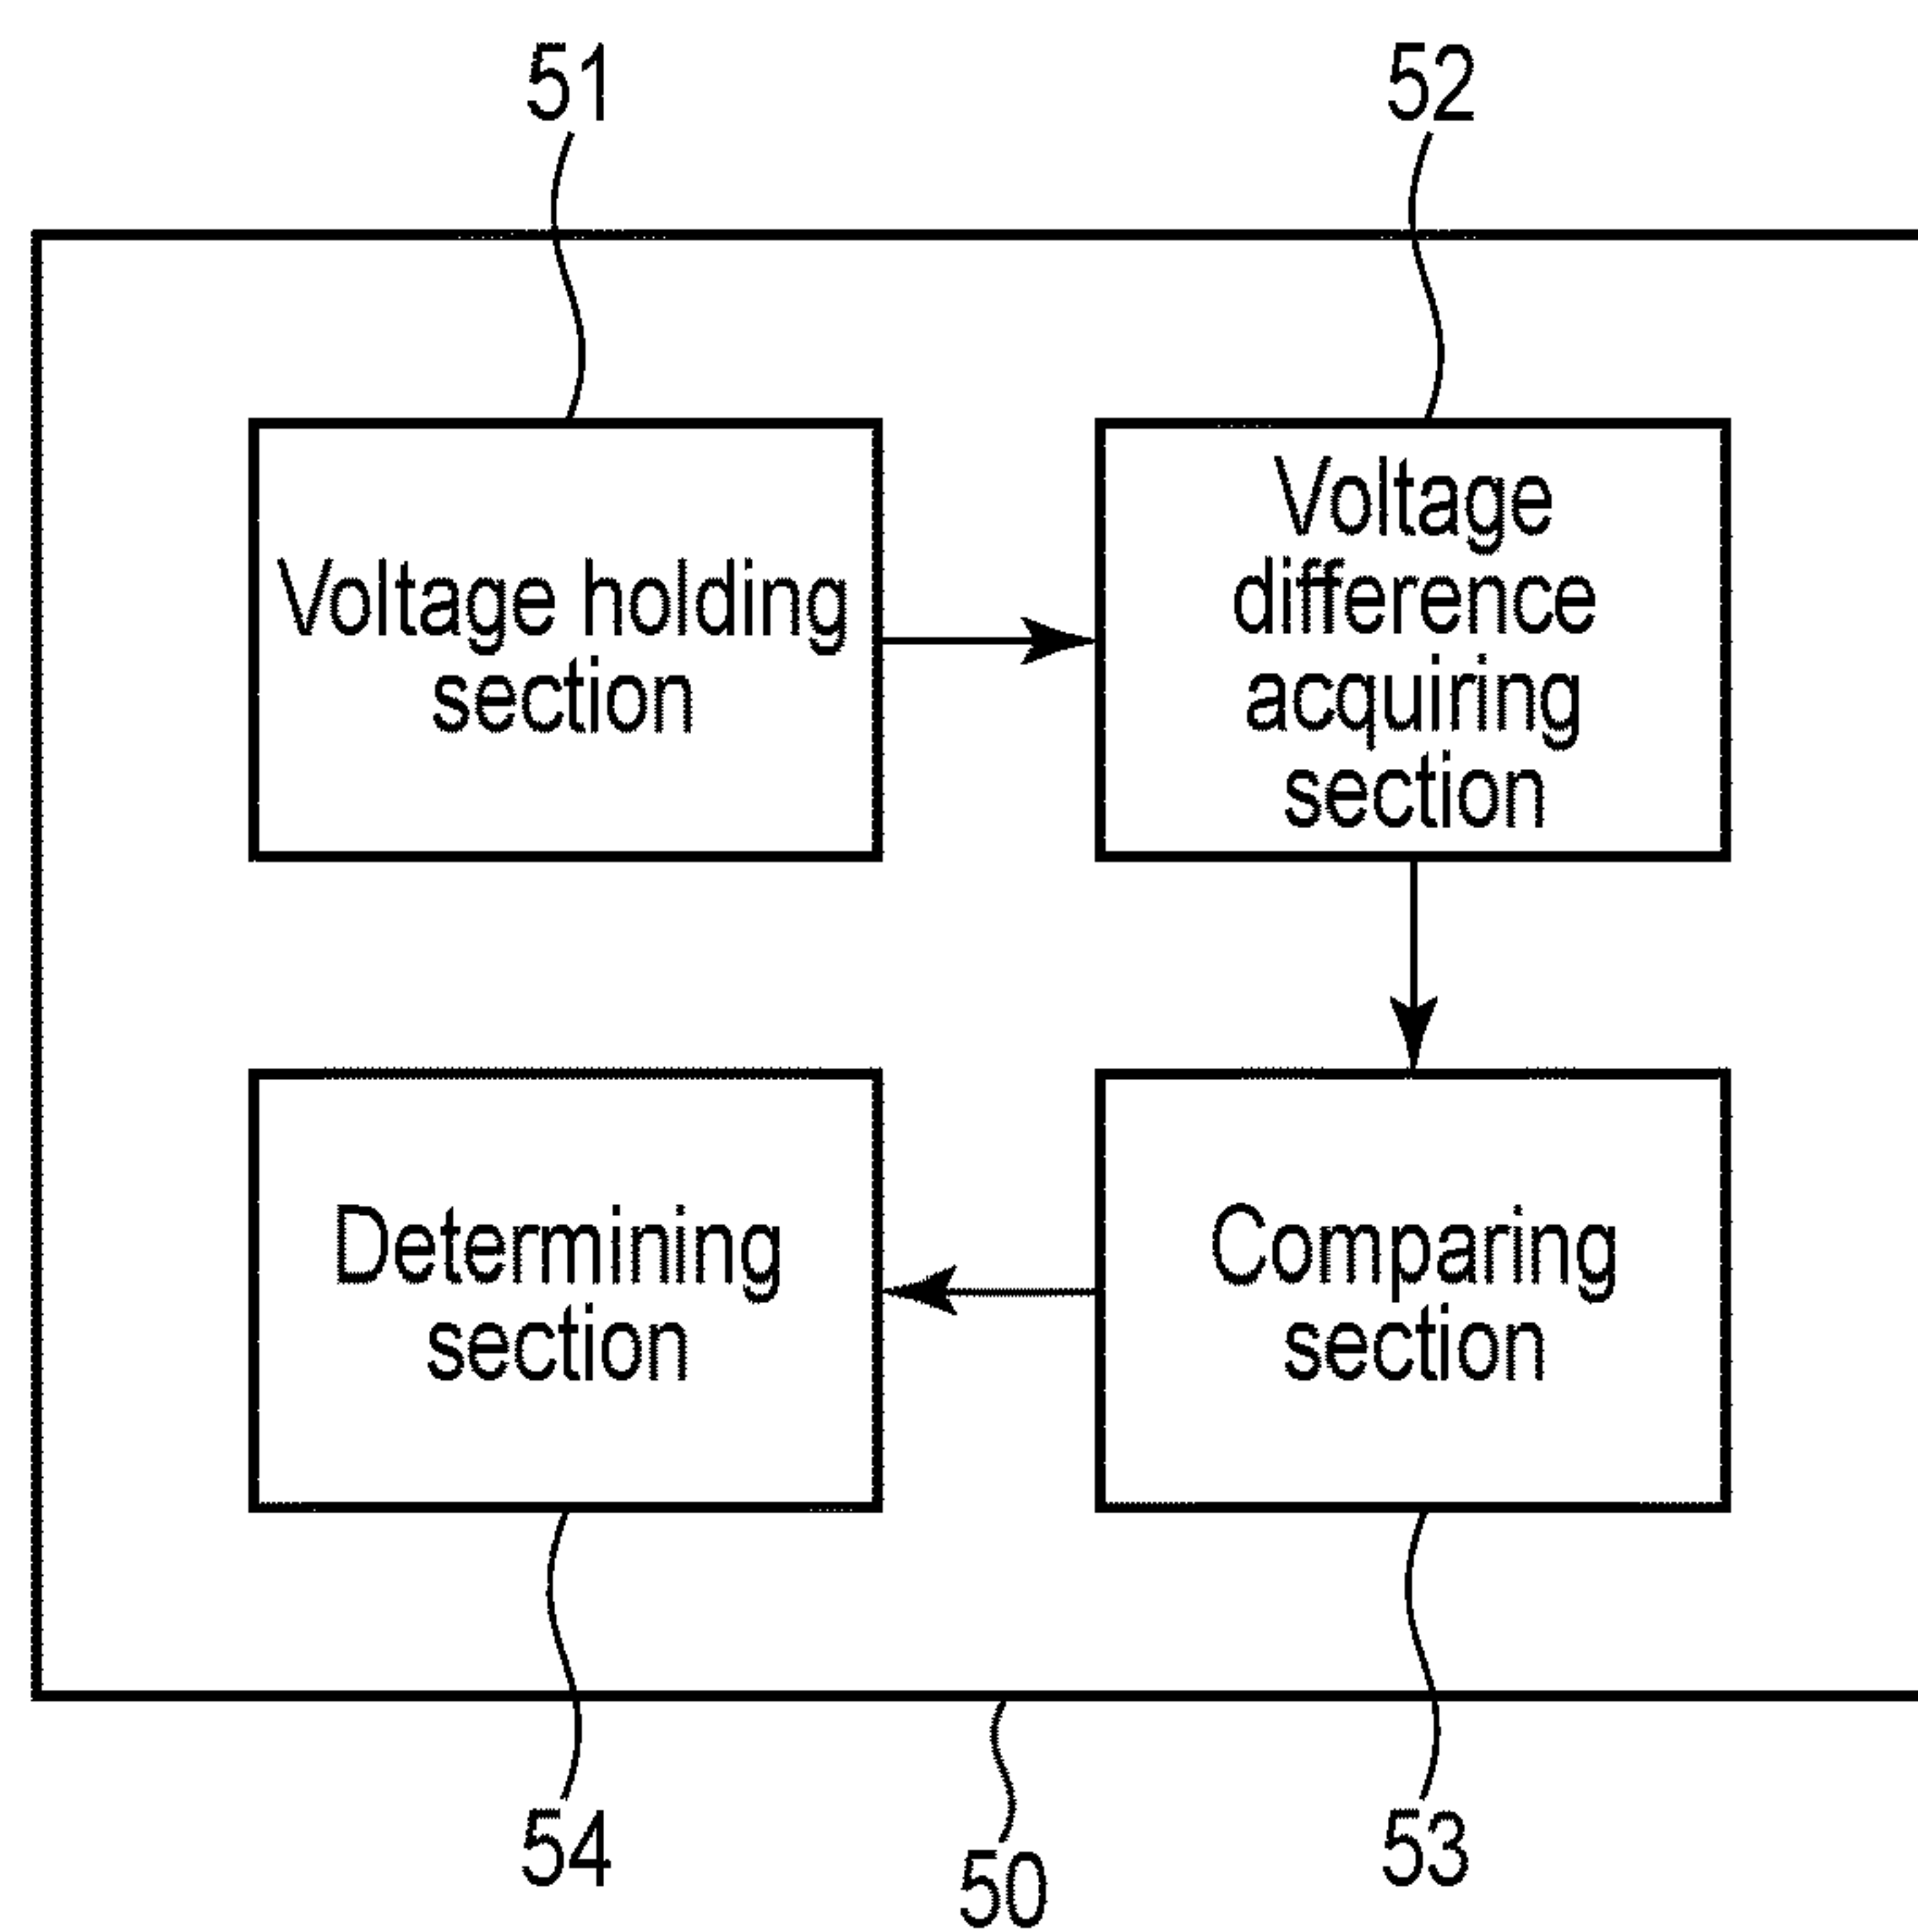 51
52
Voltage holding
section
Voltage
difference
acquiring
section
Determining
section
Comparing
section
54
50
53